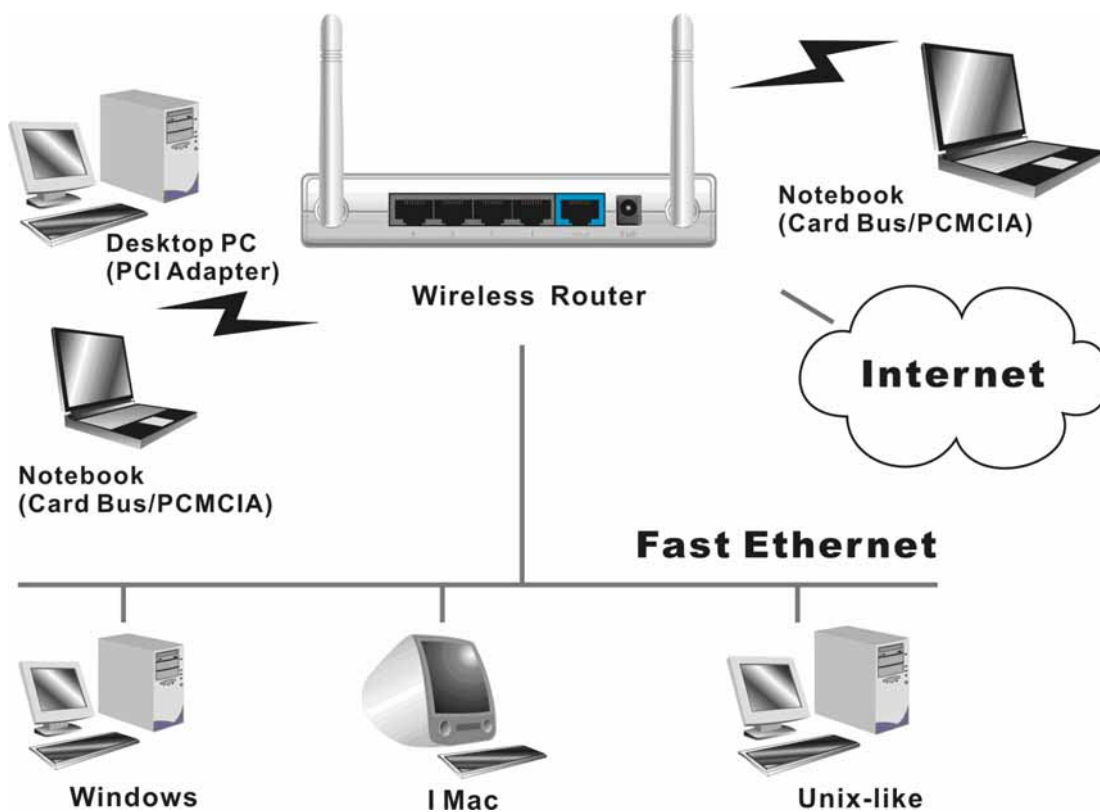 Desktop PC
(PCI Adapter)
Wireless Router
Notebook
(Card Bus/PCMCIA)
Internet
Notebook
(Card Bus/PCMCIA)
Fast Ethernet
Windows
I Mac
Unix-like